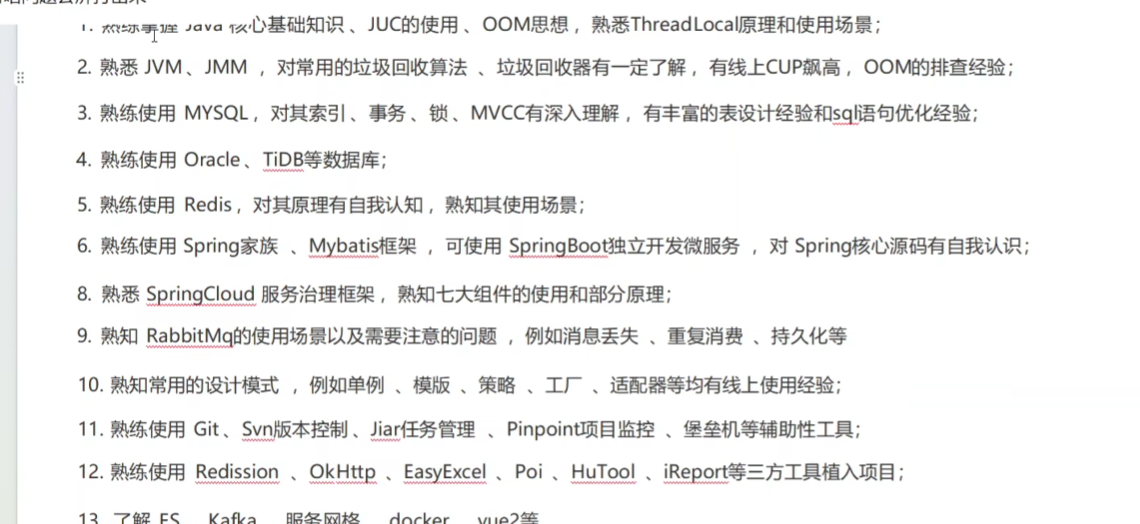 1. 熟练掌握 Java 核心基础知识、JUC的使用、OOM思想，熟悉ThreadLocal原理和使用场景；
2. 熟悉 JVM、JMM ，对常用的垃圾回收算法 、垃圾回收器有一定了解，有线上CUP飙高，OOM的排查经验；
3. 熟练使用 MYSQL，对其索引、事务、锁、MVCC有深入理解，有丰富的表设计经验和sql语句优化经验；
4. 熟练使用 Oracle、TiDB等数据库；
5. 熟练使用 Redis，对其原理有自我认知，熟知其使用场景；
6. 熟练使用 Spring家族 、Mybatis框架 ，可使用 SpringBoot独立开发微服务 ，对 Spring核心源码有自我认识；
8. 熟悉 SpringCloud 服务治理框架，熟知七大组件的使用和部分原理；
9. 熟知 RabbitMq的使用场景以及需要注意的问题 ，例如消息丢失 、重复消费 、持久化等
10. 熟知常用的设计模式 ，例如单例 、模版 、策略 、工厂 、适配器等均有线上使用经验；
11. 熟练使用 Git、Svn版本控制、Jiar任务管理 、Pinpoint项目监控 、堡垒机等辅助性工具；
12. 熟练使用 Redission 、OkHttp 、EasyExcel 、Poi 、HuTool 、iReport等三方工具植入项目；
13. 了解 ES 、Kafka 、服务网格 、docker 、vue2等